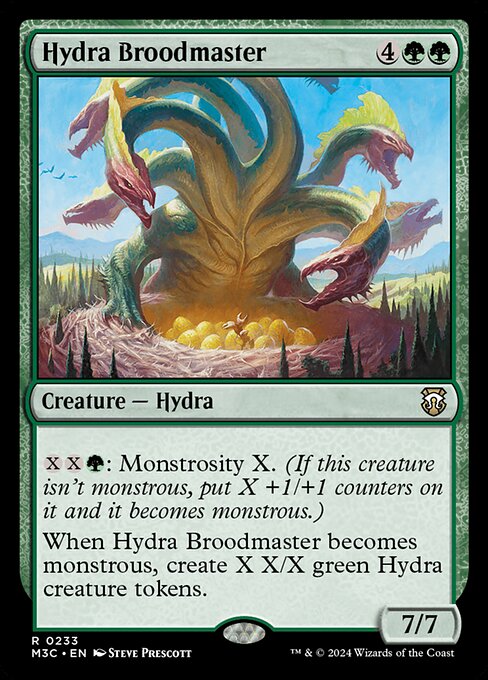 Hydra Broodmaster 4
Creature — Hydra
X X : Monstrosity X. (If this creature
isn't monstrous, put X +1/+1 counters on
it and it becomes monstrous.)
When Hydra Broodmaster becomes
monstrous, create X X/X green Hydra
creature tokens.
7/7
R 0233
M3C • EN Steve Prescott
™ & © 2024 Wizards of the Coast